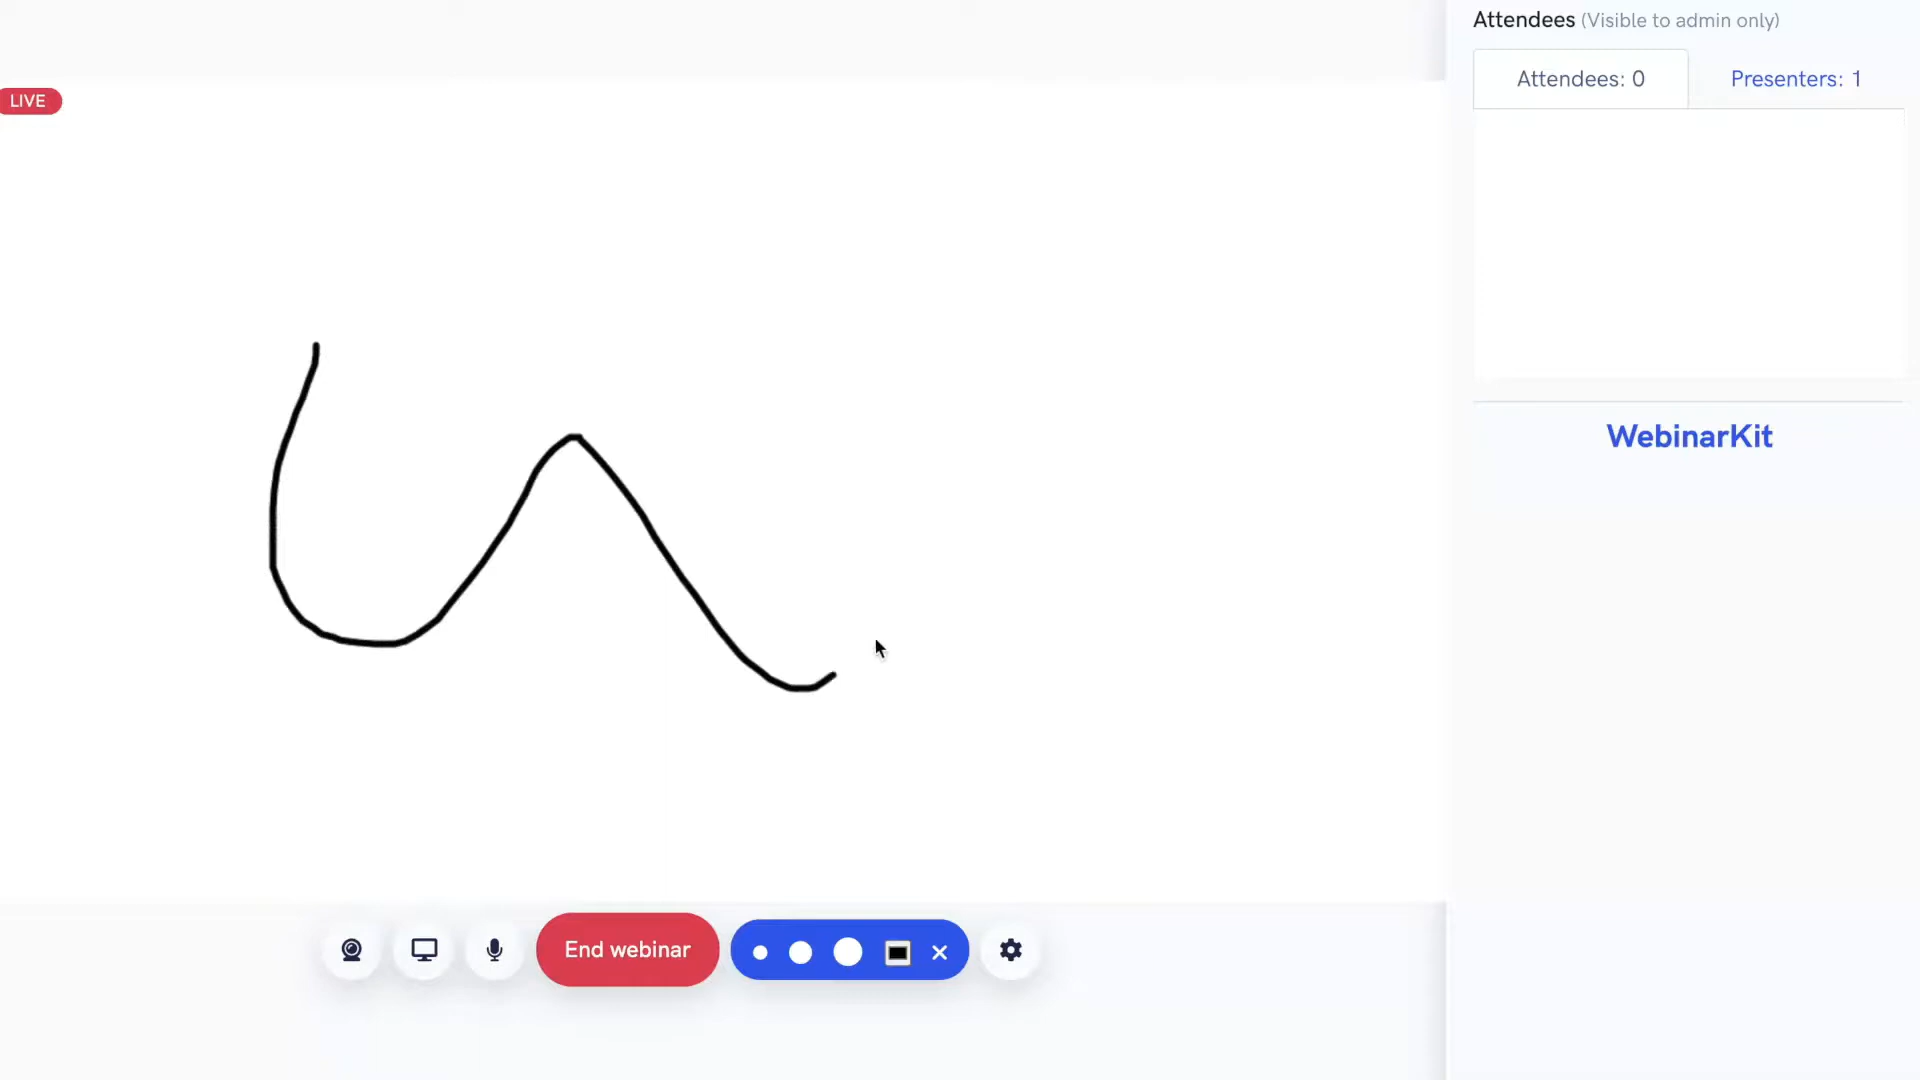 Attendees (Visible to admin only)
Attendees: 0
Presenters: 1
LIVE
WebinarKit
End webinar